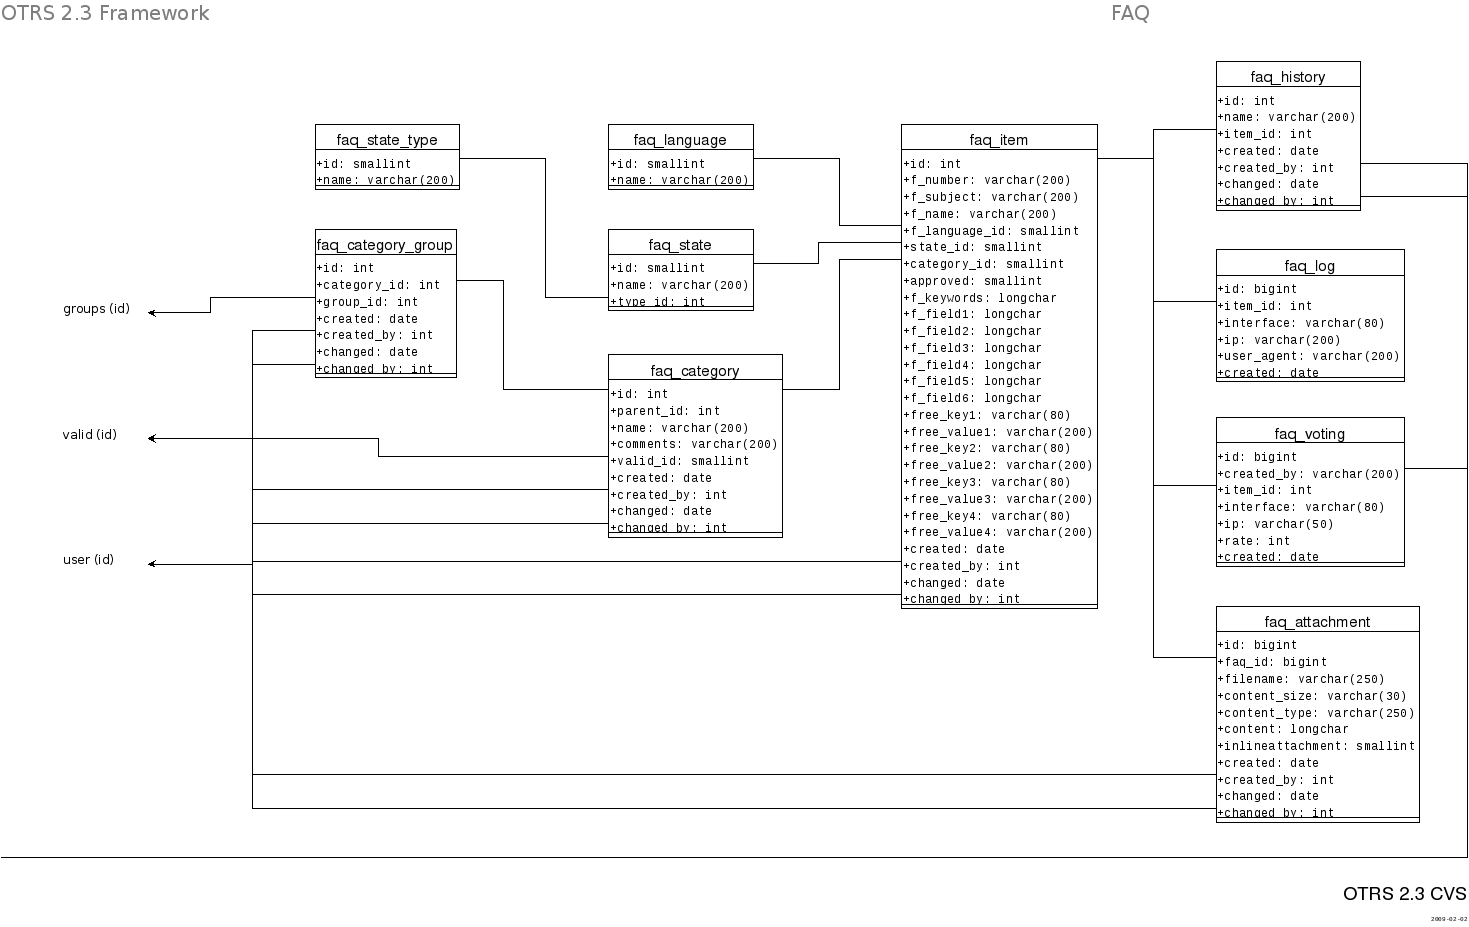 OTRS 2.3 Framework
FAQ
faq_state_type
+id: smallint
+name: varchar(200)
faq_language
+id: smallint
+name: varchar(200)
faq_item
+id: int
+f_number: varchar(200)
+f_subject: varchar(200)
+f_name: varchar(200)
+f_language_id: smallint
+state_id: smallint
+category_id: smallint
+approved: smallint
+f_keywords: longchar
+f_field1: longchar
+f_field2: longchar
+f_field3: longchar
+f_field4: longchar
+f_field5: longchar
+f_field6: longchar
+free_key1: varchar(80)
+free_value1: varchar(200)
+free_key2: varchar(80)
+free_value2: varchar(200)
+free_key3: varchar(80)
+free_value3: varchar(200)
+free_key4: varchar(80)
+free_value4: varchar(200)
+created: date
+created_by: int
+changed: date
+changed_by: int
faq_history
+id: int
+name: varchar(200)
+item_id: int
+created: date
+created_by: int
+changed: date
+changed_by: int
faq_category_group
+id: int
+category_id: int
+group_id: int
+created: date
+created_by: int
+changed: date
+changed_by: int
faq_state
+id: smallint
+name: varchar(200)
+type_id: int
faq_log
+id: bigint
+item_id: int
+interface: varchar(80)
+ip: varchar(200)
+user_agent: varchar(200)
+created: date
groups (id)
valid (id)
user (id)
faq_category
+id: int
+parent_id: int
+name: varchar(200)
+comments: varchar(200)
+valid_id: smallint
+created: date
+created_by: int
+changed: date
+changed_by: int
faq_voting
+id: bigint
+created_by: varchar(200)
+item_id: int
+interface: varchar(80)
+ip: varchar(50)
+rate: int
+created: date
faq_attachment
+id: bigint
+faq_id: bigint
+filename: varchar(250)
+content_size: varchar(30)
+content_type: varchar(250)
+content: longchar
+inlineattachment: smallint
+created: date
+created_by: int
+changed: date
+changed_by: int
OTRS 2.3 CVS
2009-02-02